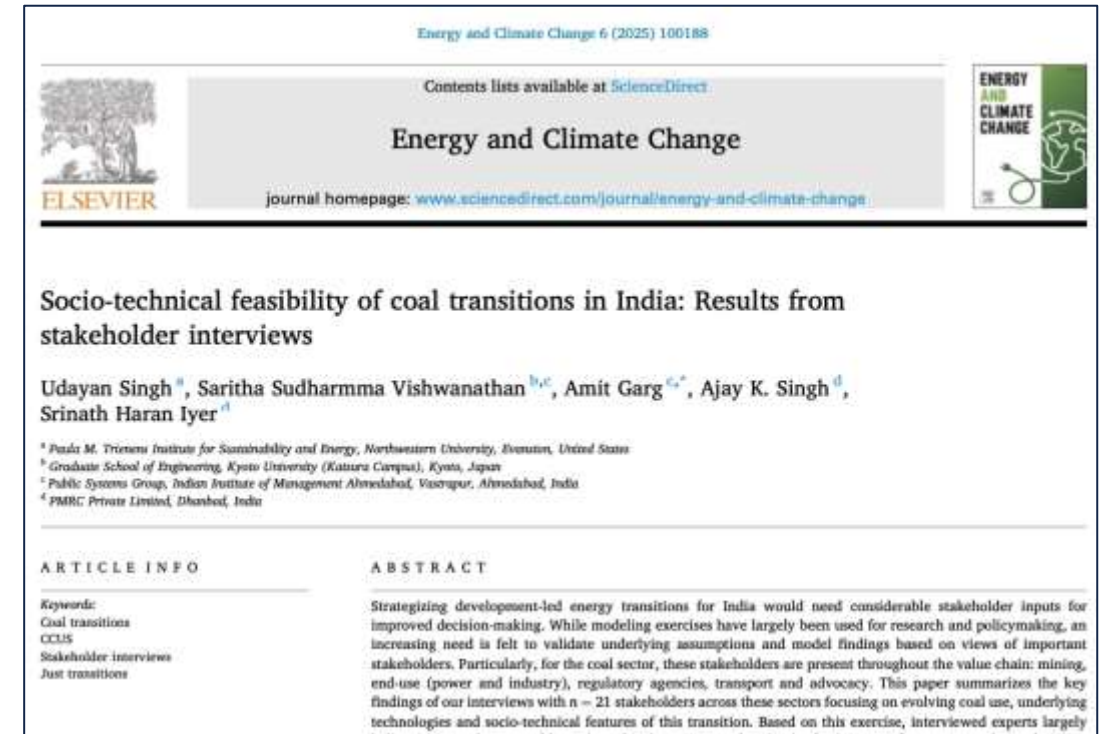 Energy and Climate Change 6 (2025) 100188
Contents lists available at ScienceDirect
Energy and Climate Change
journal homepage: www.sciencedirect.com/journal/energy-and-climate-change
ELSEVIER
ENERGY
AND
CLIMATE
CHANGE
Socio-technical feasibility of coal transitions in India: Results from
stakeholder interviews
Udayan Singh a, Saritha Sudharmma Vishwanathan b,c, Amit Garg c,*, Ajay K. Singh d,
Srinath Haran Iyer d
a Paula M. Trienens Institute for Sustainability and Energy, Northwestern University, Evanston, United States
b Graduate School of Engineering, Kyoto University (Katsura Campus), Kyoto, Japan
c Public Systems Group, Indian Institute of Management Ahmedabad, Vastrapur, Ahmedabad, India
d PMRC Private Limited, Dhanbad, India
ARTICLE INFO
Keywords:
Coal transitions
CCUS
Stakeholder interviews
Just transitions
ABSTRACT
Strategizing development-led energy transitions for India would need considerable stakeholder inputs for
improved decision-making. While modeling exercises have largely been used for research and policymaking, an
increasing need is felt to validate underlying assumptions and model findings based on views of important
stakeholders. Particularly, for the coal sector, these stakeholders are present throughout the value chain: mining,
end-use (power and industry), regulatory agencies, transport and advocacy. This paper summarizes the key
findings of our interviews with n = 21 stakeholders across these sectors focusing on evolving coal use, underlying
technologies and socio-technical features of this transition. Based on this exercise, interviewed experts largely